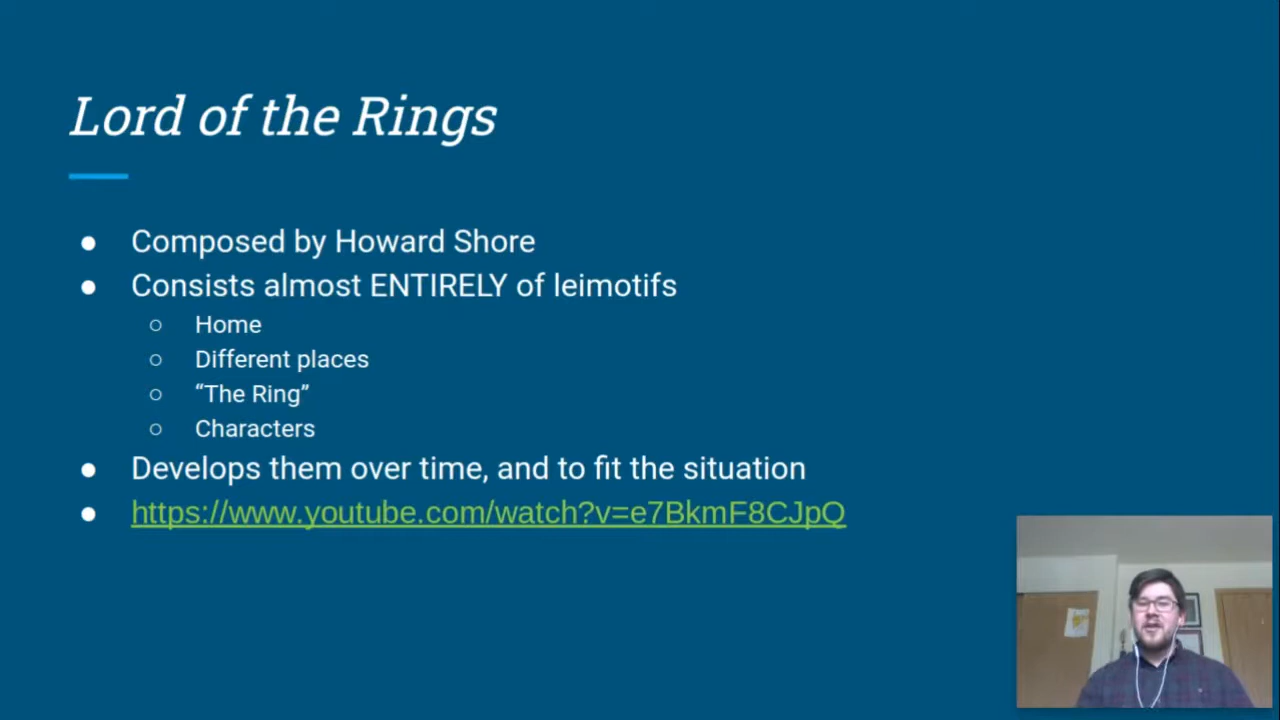 Lord of the Rings
● Composed by Howard Shore
● Consists almost ENTIRELY of leimotifs
○ Home
○ Different places
○ “The Ring”
○ Characters
● Develops them over time, and to fit the situation
● https://www.youtube.com/watch?v=e7BkmF8CJpQ